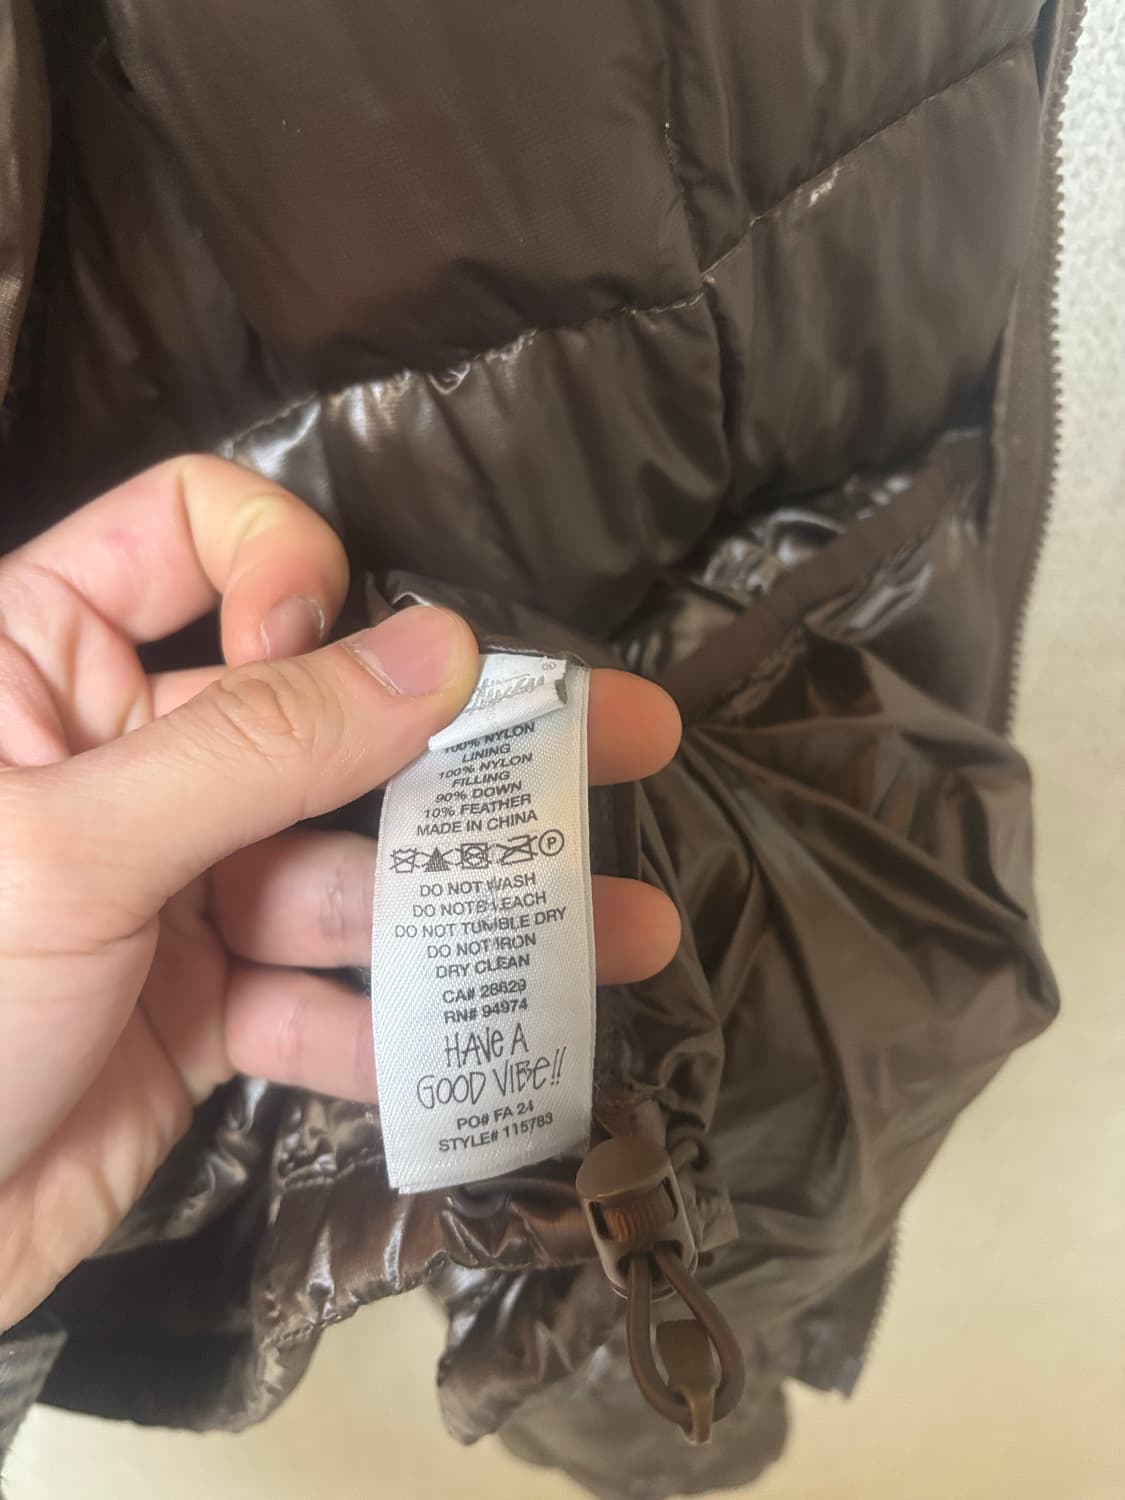 ®
100% NYLON
LINING
100% NYLON
FILLING
90% DOWN
10% FEATHER
MADE IN CHINA
P
DO NOT WASH
DO NOT BLEACH
DO NOT TUMBLE DRY
DO NOT IRON
DRY CLEAN
CA# 28629
RN# 94974
HAVE A
GOOD VIBE!!
PO# FA 24
STYLE# 115783